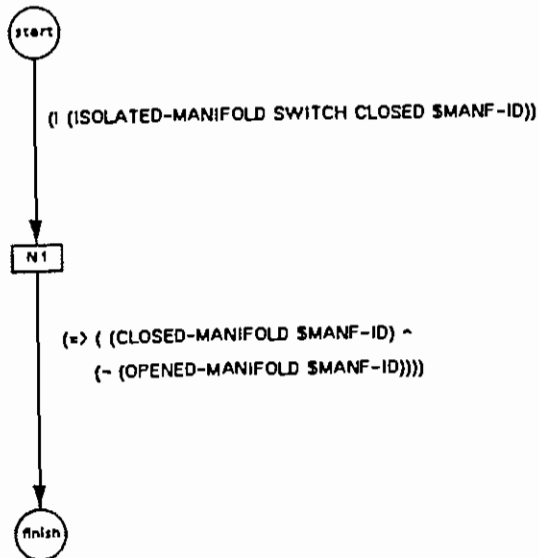 start
(! (ISOLATED-MANIFOLD SWITCH CLOSED $MANF-ID))
N1
(=> ( (CLOSED-MANIFOLD $MANF-ID) ^
(~ (OPENED-MANIFOLD $MANF-ID))))
finish